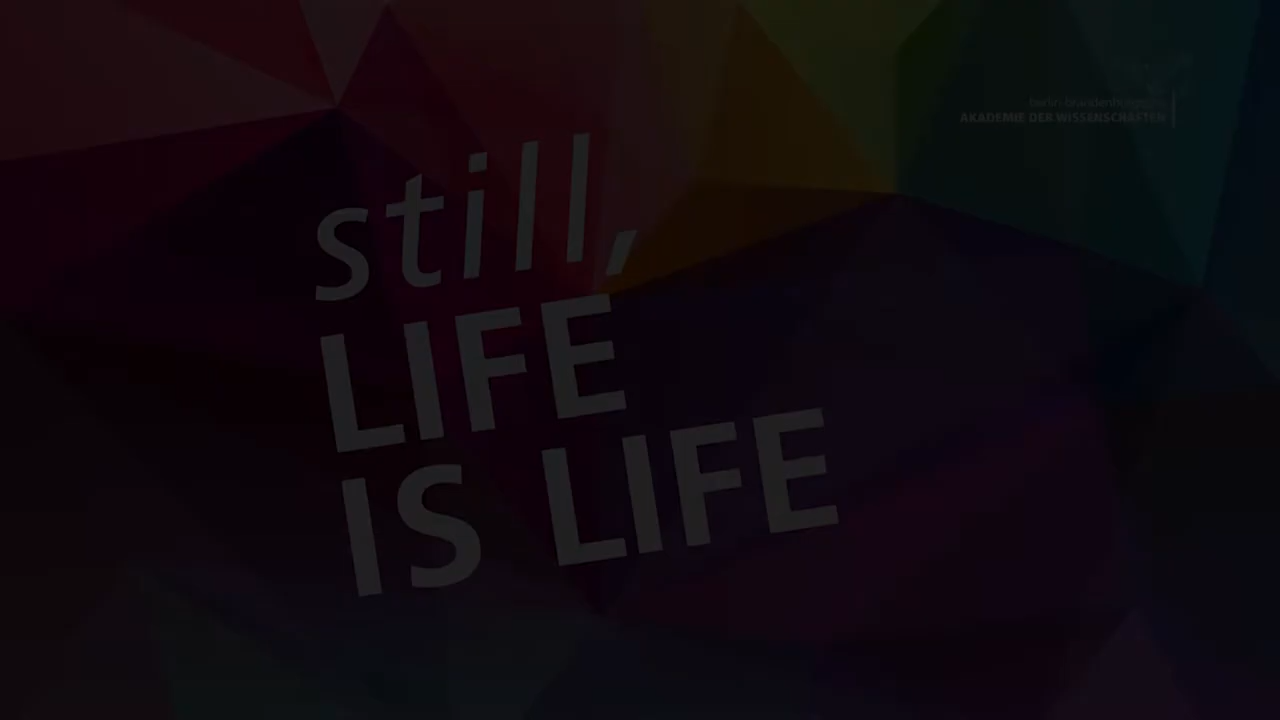 still,
LIFE
IS LIFE
berlin-brandenburgische
AKADEMIE DER WISSENSCHAFTEN